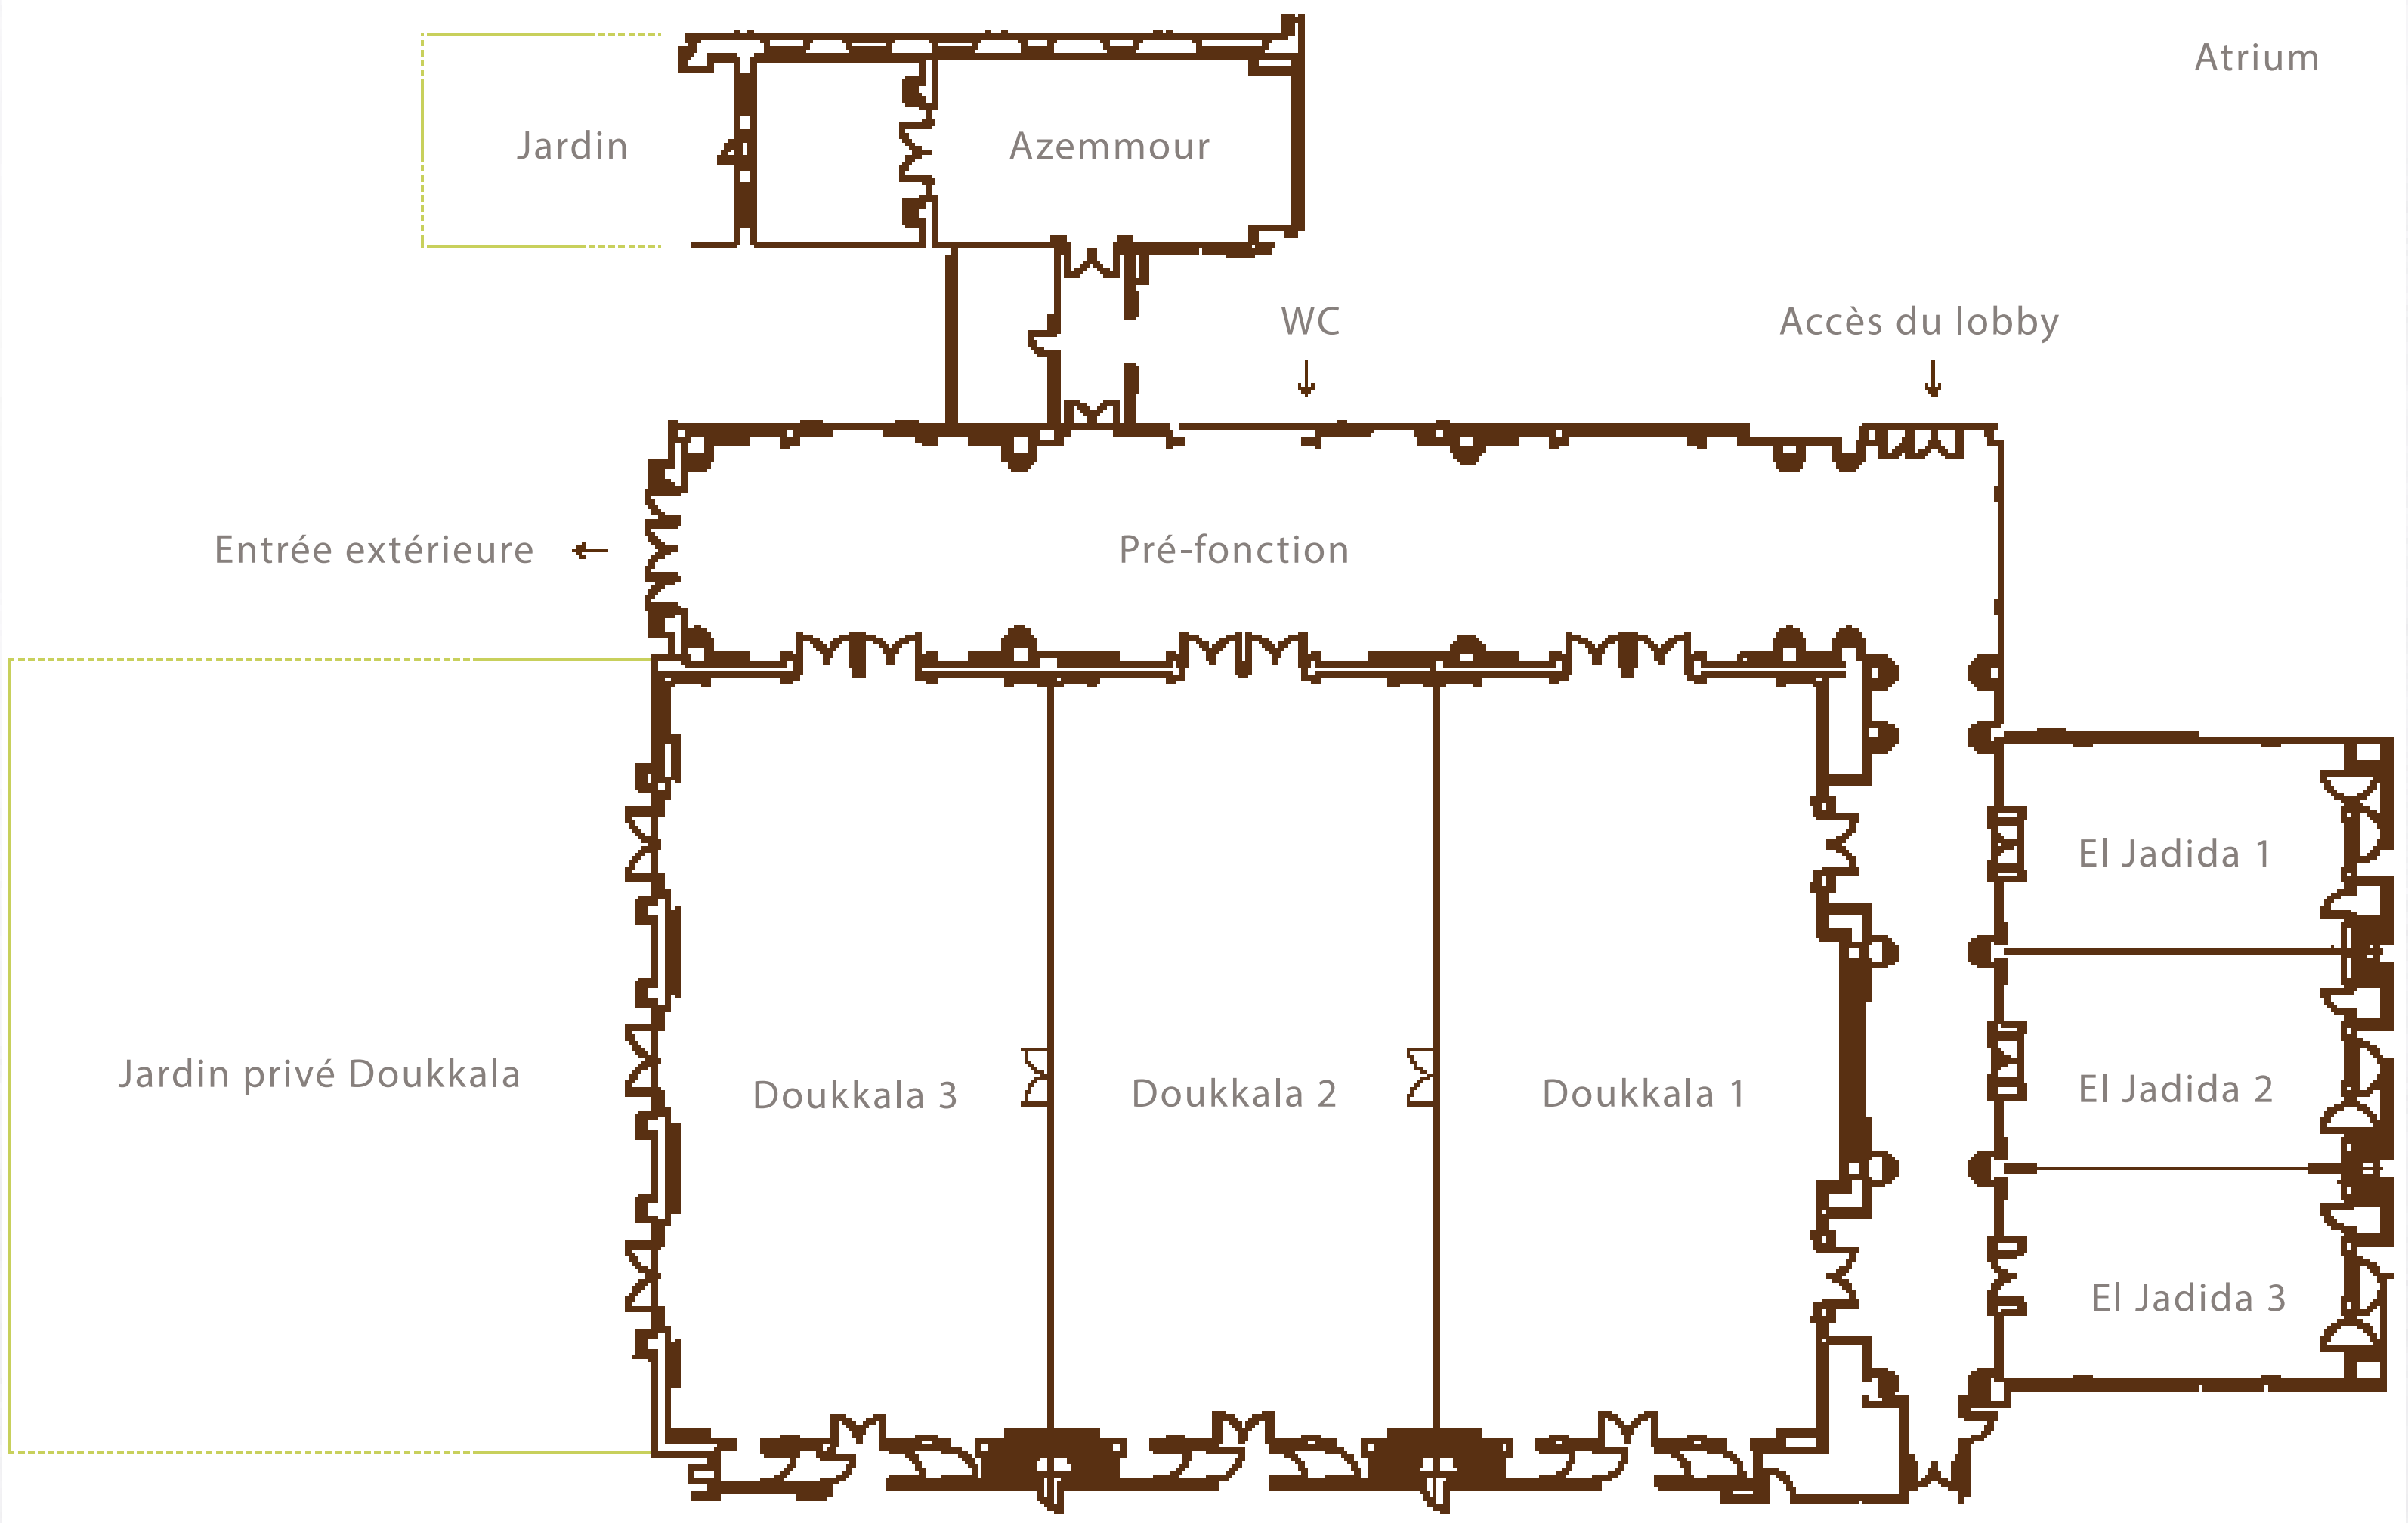 Atrium
Jardin
Azemmour
WC
Accès du lobby
Entrée extérieure
Pré-fonction
El Jadida 1
Jardin privé Doukkala
Doukkala 3
Doukkala 2
Doukkala 1
El Jadida 2
El Jadida 3